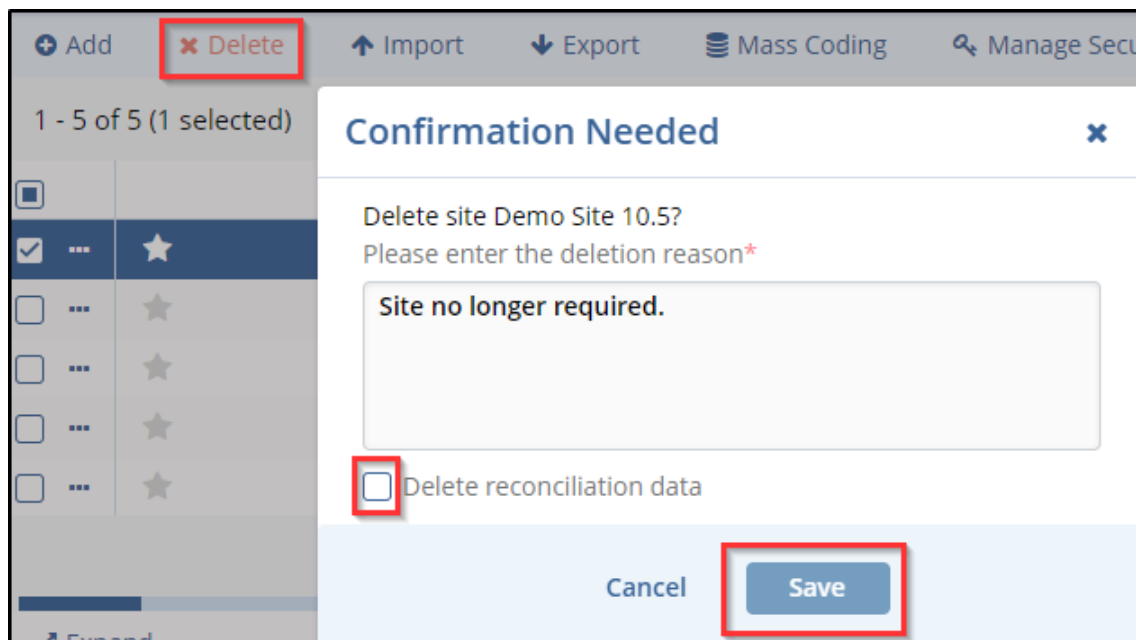 Add Delete Import Export Mass Coding Manage Secu
1 - 5 of 5 (1 selected)
Confirmation Needed
Delete site Demo Site 10.5?
Please enter the deletion reason*
Site no longer required.
Delete reconciliation data
Cancel Save
Expand